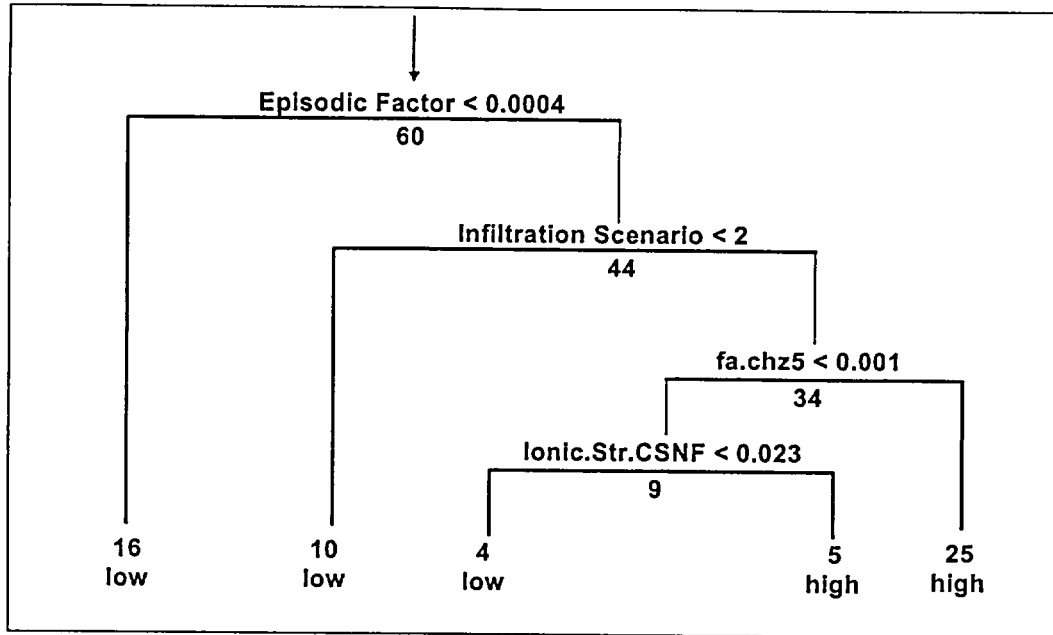 Episodic Factor < 0.0004
60
Infiltration Scenario < 2
44
fa.chz5 < 0.001
34
Ionic.Str.CSNF < 0.023
9
16
low
10
low
4
low
5
high
25
high